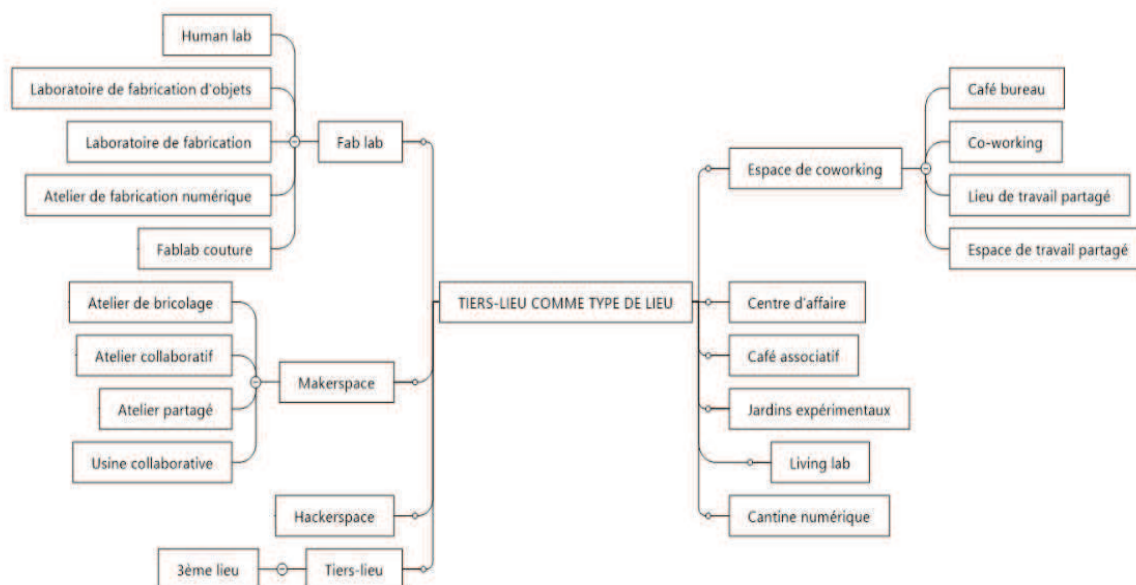 Human lab
Laboratoire de fabrication d'objets
Laboratoire de fabrication
Atelier de fabrication numérique
Fablab couture
Fab lab
Atelier de bricolage
Atelier collaboratif
Atelier partagé
Usine collaborative
Makerspace
Hackerspace
3ème lieu
Tiers-lieu
TIERS-LIEU COMME TYPE DE LIEU
Espace de coworking
Café bureau
Co-working
Lieu de travail partagé
Espace de travail partagé
Centre d'affaire
Café associatif
Jardins expérimentaux
Living lab
Cantine numérique